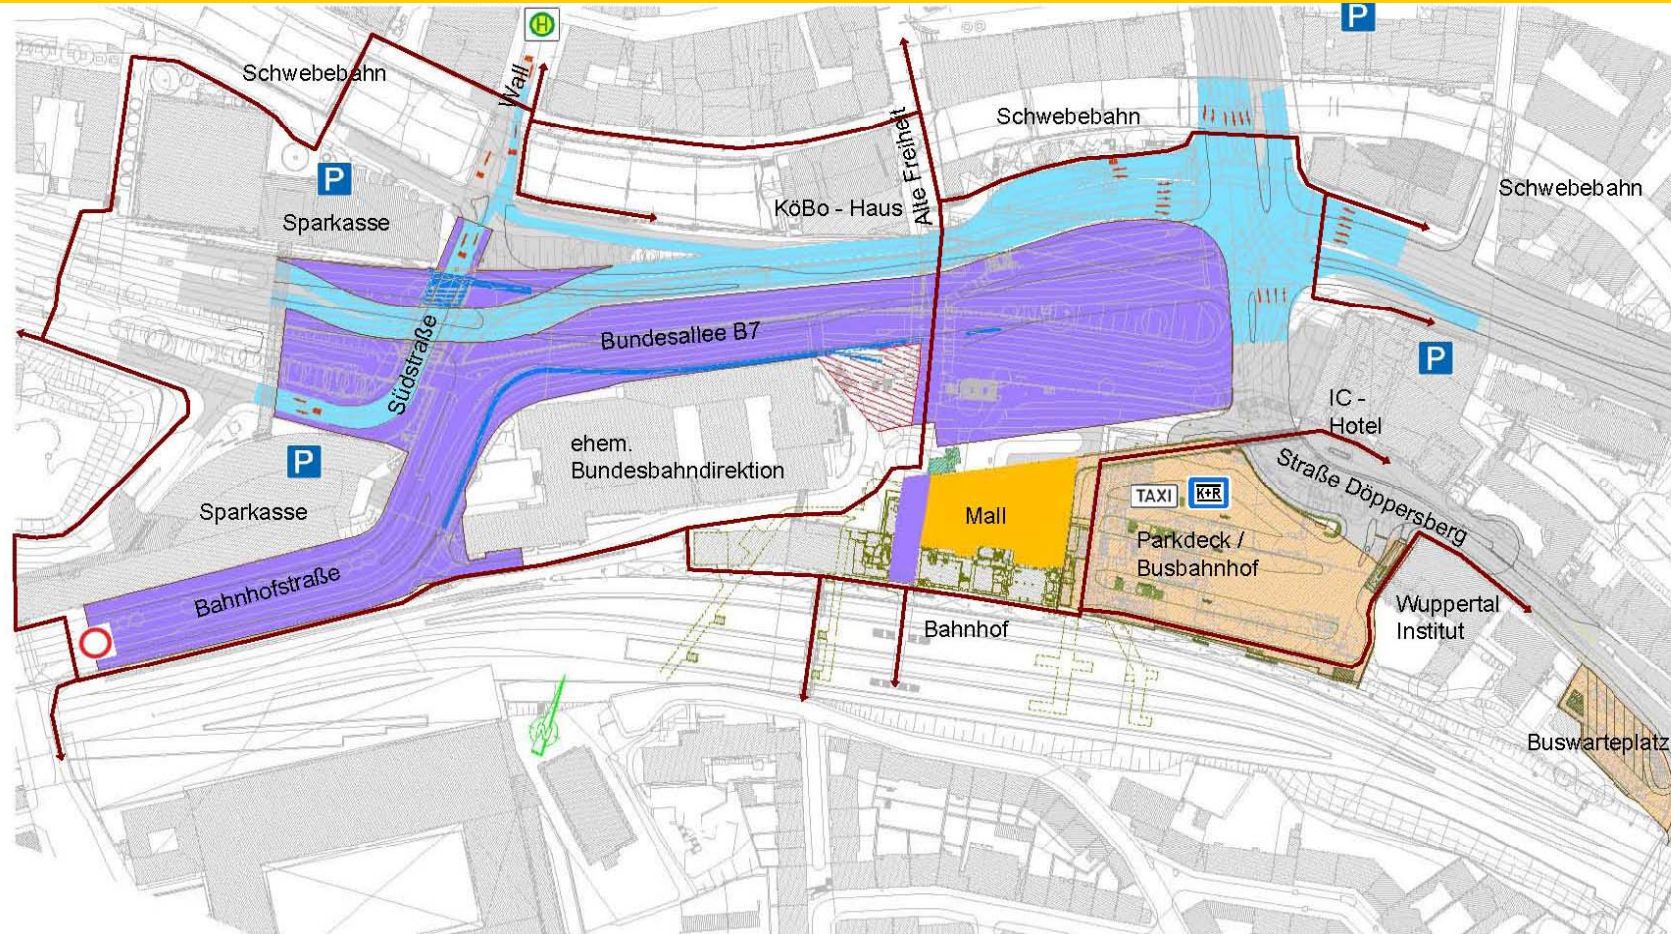 P
H
Schwebebahn
Wall
Alte Freiheit
Schwebebahn
P
Schwebebahn
Sparkasse
KöBo - Haus
Südstraße
Bundesallee B7
P
IC -
Hotel
P
ehem.
Bundesbahndirektion
Straße Döppersberg
TAXI
K+R
Sparkasse
Mall
Parkdeck /
Busbahnhof
Bahnhofstraße
Wuppertal
Institut
Bahnhof
Buswarteplatz